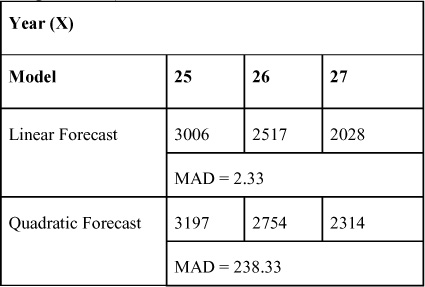 Year (X)
Model 25 26 27
Linear Forecast 3006 2517 2028
MAD = 2.33
Quadratic Forecast 3197 2754 2314
MAD = 238.33